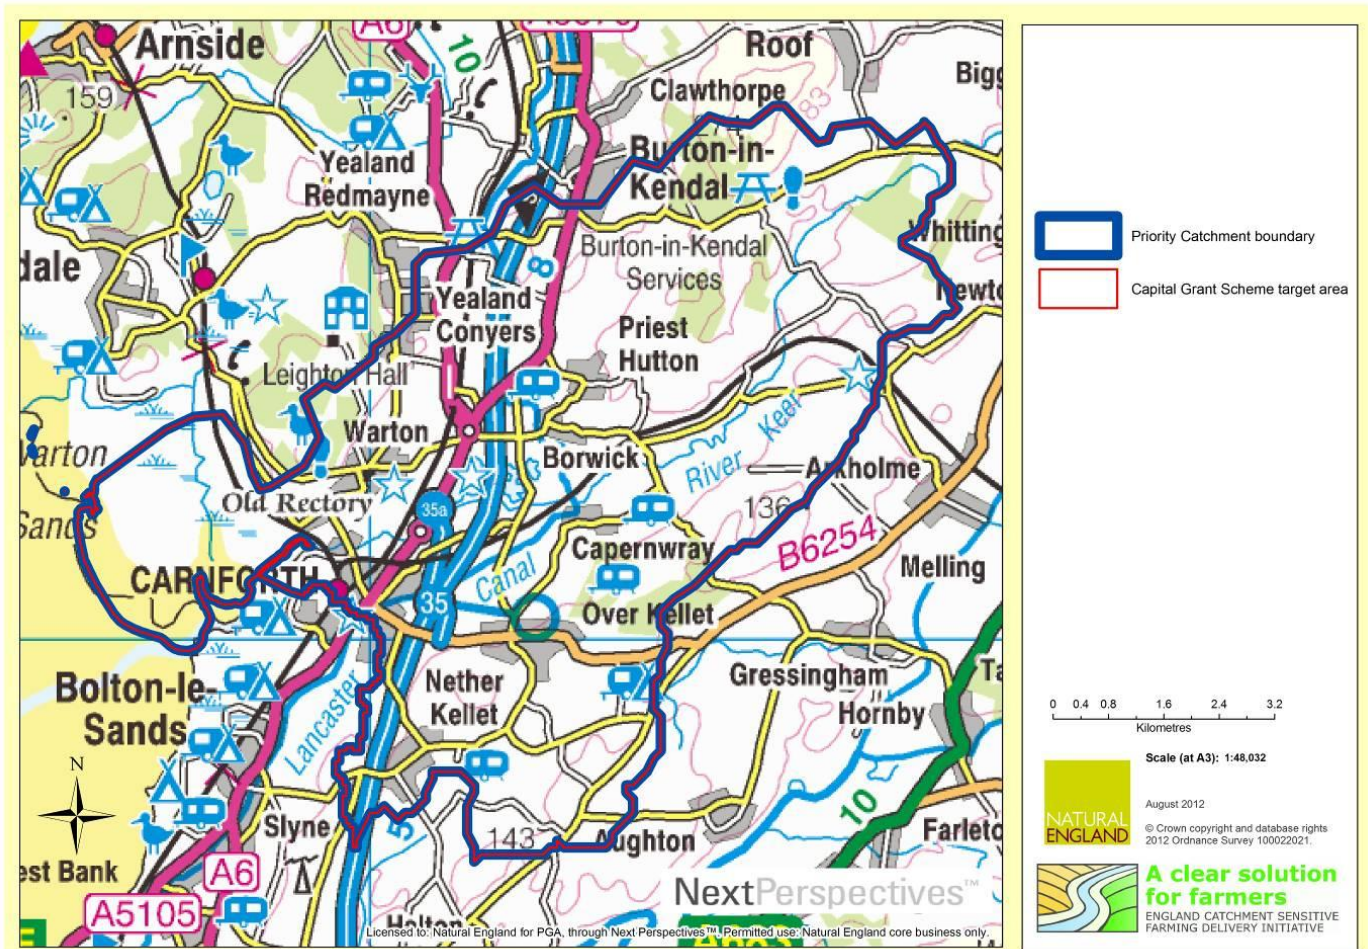 A6
Arnside
10
Roof
Clawthorpe
159
83
Yealand
Redmayne
Burton-in-
Kendal
dale
Burton-in-Kendal
Services
8
Yealand
Conyers
Priest
Hutton
Leighton Hall
Warton
Keer
River
Borwick
Arkholme
Sands
Old Rectory
35a
136
B6254
Capernwray
CARNFORTH
Canal
Melling
35
Over Kellet
Bolton-le-
Sands
Nether
Kellet
Gressingham
Hornby
Lancaster
Slyne
5
143
Aughton
10
est Bank
A6
A5105
NextPerspectives™
Licensed to: Natural England for PGA, through Next Perspectives™, Permitted use: Natural England core business only.
Priority Catchment boundary
Capital Grant Scheme target area
0 0.4 0.8 1.6 2.4 3.2
Kilometres
N
Scale (at A3): 1:48,032
NATURAL
ENGLAND
August 2012
© Crown copyright and database rights
2012 Ordnance Survey 100022021.
A clear solution
for farmers
ENGLAND CATCHMENT SENSITIVE
FARMING DELIVERY INITIATIVE